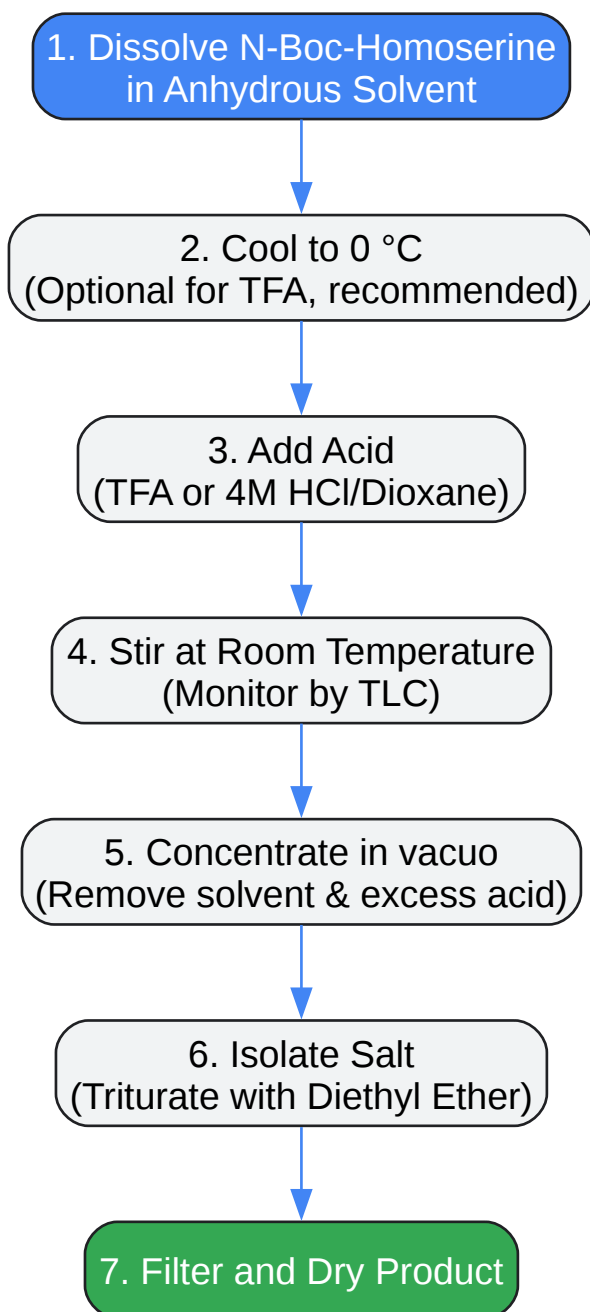 1. Dissolve N-Boc-Homoserine
in Anhydrous Solvent
2. Cool to 0 °C
(Optional for TFA, recommended)
3. Add Acid
(TFA or 4M HCl/Dioxane)
4. Stir at Room Temperature
(Monitor by TLC)
5. Concentrate in vacuo
(Remove solvent & excess acid)
6. Isolate Salt
(Triturate with Diethyl Ether)
7. Filter and Dry Product